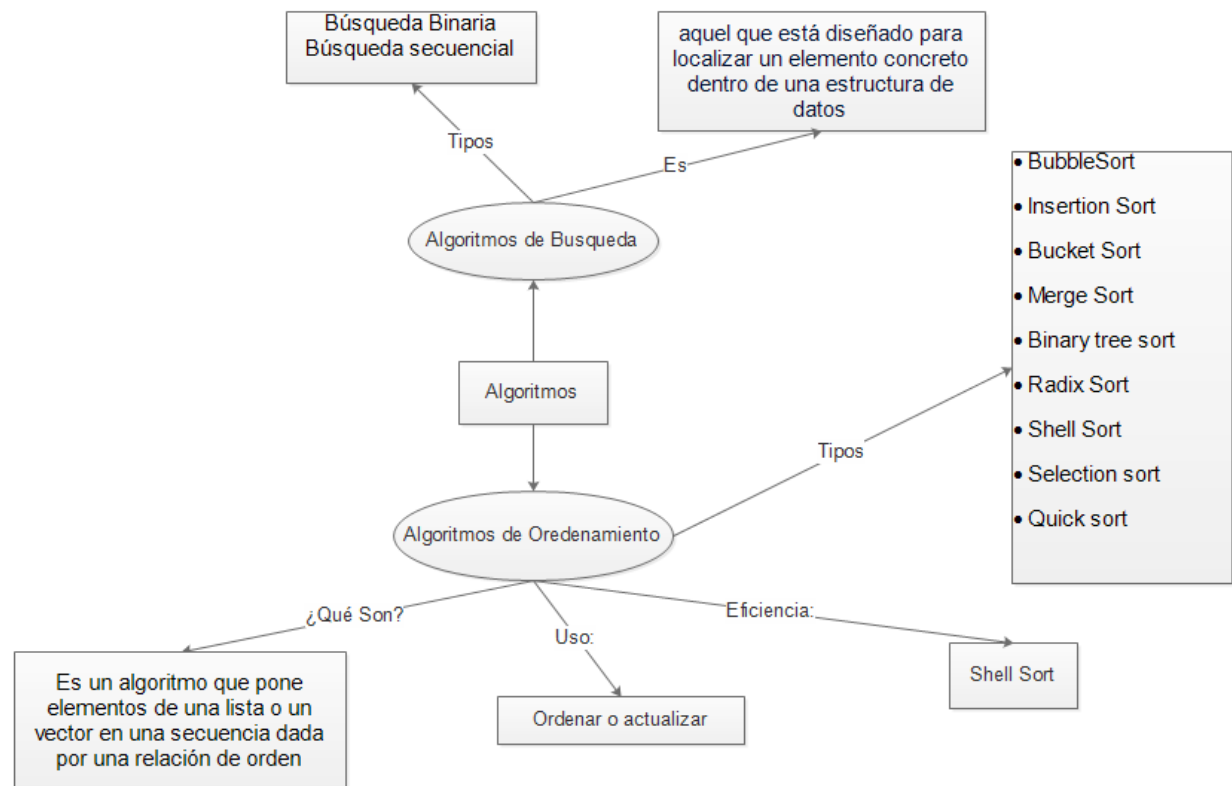 Búsqueda Binaria
Búsqueda secuencial
aquel que está diseñado para
localizar un elemento concreto
dentro de una estructura de
datos
Tipos
Es
Algoritmos de Busqueda
Algoritmos
• BubbleSort
• Insertion Sort
• Bucket Sort
• Merge Sort
• Binary tree sort
• Radix Sort
• Shell Sort
• Selection sort
• Quick sort
Tipos
Algoritmos de Oredenamiento
¿Qué Son?
Uso:
Eficiencia:
Es un algoritmo que pone
elementos de una lista o un
vector en una secuencia dada
por una relación de orden
Ordenar o actualizar
Shell Sort